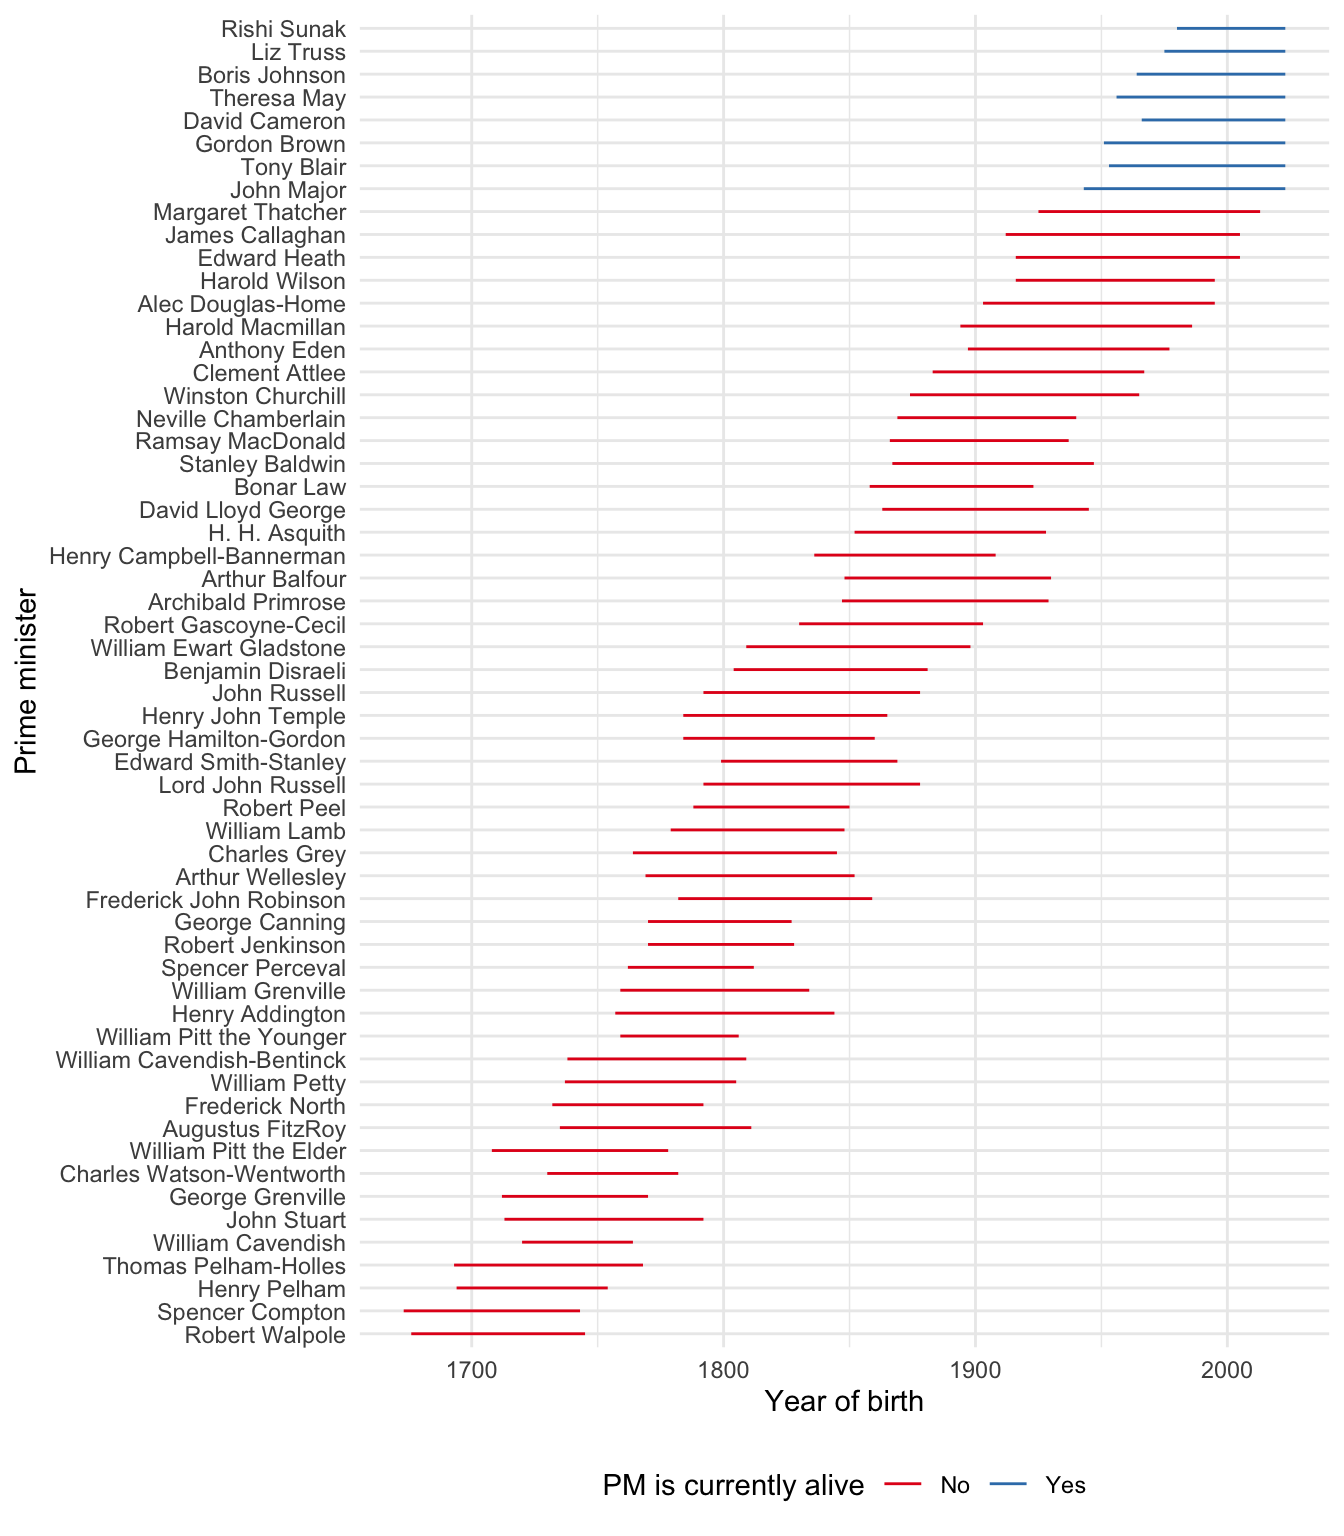 Rishi Sunak
Liz Truss
Boris Johnson
Theresa May
David Cameron
Gordon Brown
Tony Blair
John Major
Margaret Thatcher
James Callaghan
Edward Heath
Harold Wilson
Alec Douglas-Home
Harold Macmillan
Anthony Eden
Clement Attlee
Winston Churchill
Neville Chamberlain
Ramsay MacDonald
Stanley Baldwin
Bonar Law
David Lloyd George
H. H. Asquith
Henry Campbell-Bannerman
Arthur Balfour
Archibald Primrose
Robert Gascoyne-Cecil
William Ewart Gladstone
Benjamin Disraeli
John Russell
Henry John Temple
George Hamilton-Gordon
Edward Smith-Stanley
Lord John Russell
Robert Peel
William Lamb
Charles Grey
Arthur Wellesley
Frederick John Robinson
George Canning
Robert Jenkinson
Spencer Perceval
William Grenville
Henry Addington
William Pitt the Younger
William Cavendish-Bentinck
William Petty
Frederick North
Augustus FitzRoy
William Pitt the Elder
Charles Watson-Wentworth
George Grenville
John Stuart
William Cavendish
Thomas Pelham-Holles
Henry Pelham
Spencer Compton
Robert Walpole
Prime minister
1700 1800 1900 2000
Year of birth
PM is currently alive No Yes